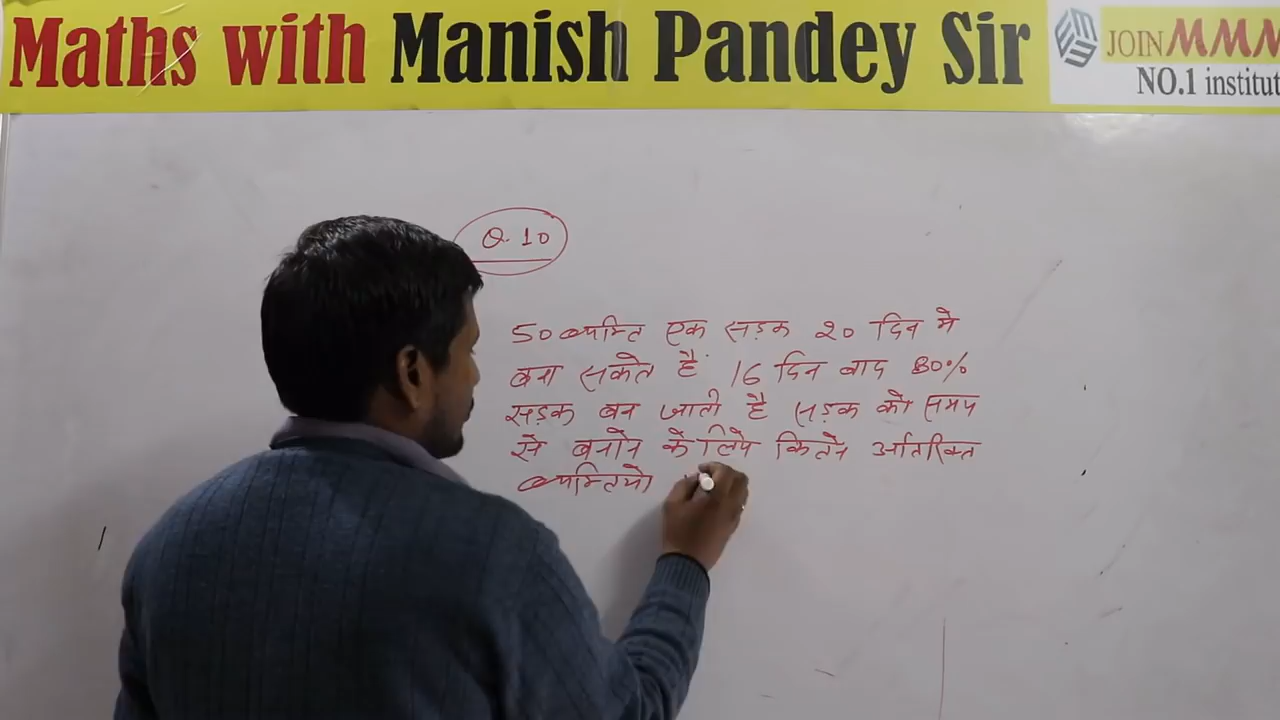 Maths with Manish Pandey Sir
JOIN MMM
NO.1 institut
Q. 10
50 व्यक्ति एक सड़क 20 दिन मे
बना सकते हैं। 16 दिन बाद 80%
सड़क बन जाती है सड़क को समय
से बनाने के लिये कितने अतिरिक्त
व्यक्तियो